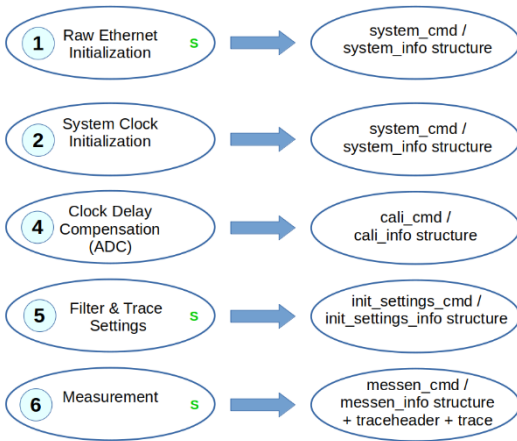 1 Raw Ethernet
Initialization S
system_cmd /
system_info structure
2 System Clock
Initialization
system_cmd /
system_info structure
4 Clock Delay
Compensation
(ADC)
cali_cmd /
cali_info structure
5 Filter & Trace
Settings S
init_settings_cmd /
init_settings_info structure
6 Measurement S
messen_cmd /
messen_info structure
+ traceheader + trace